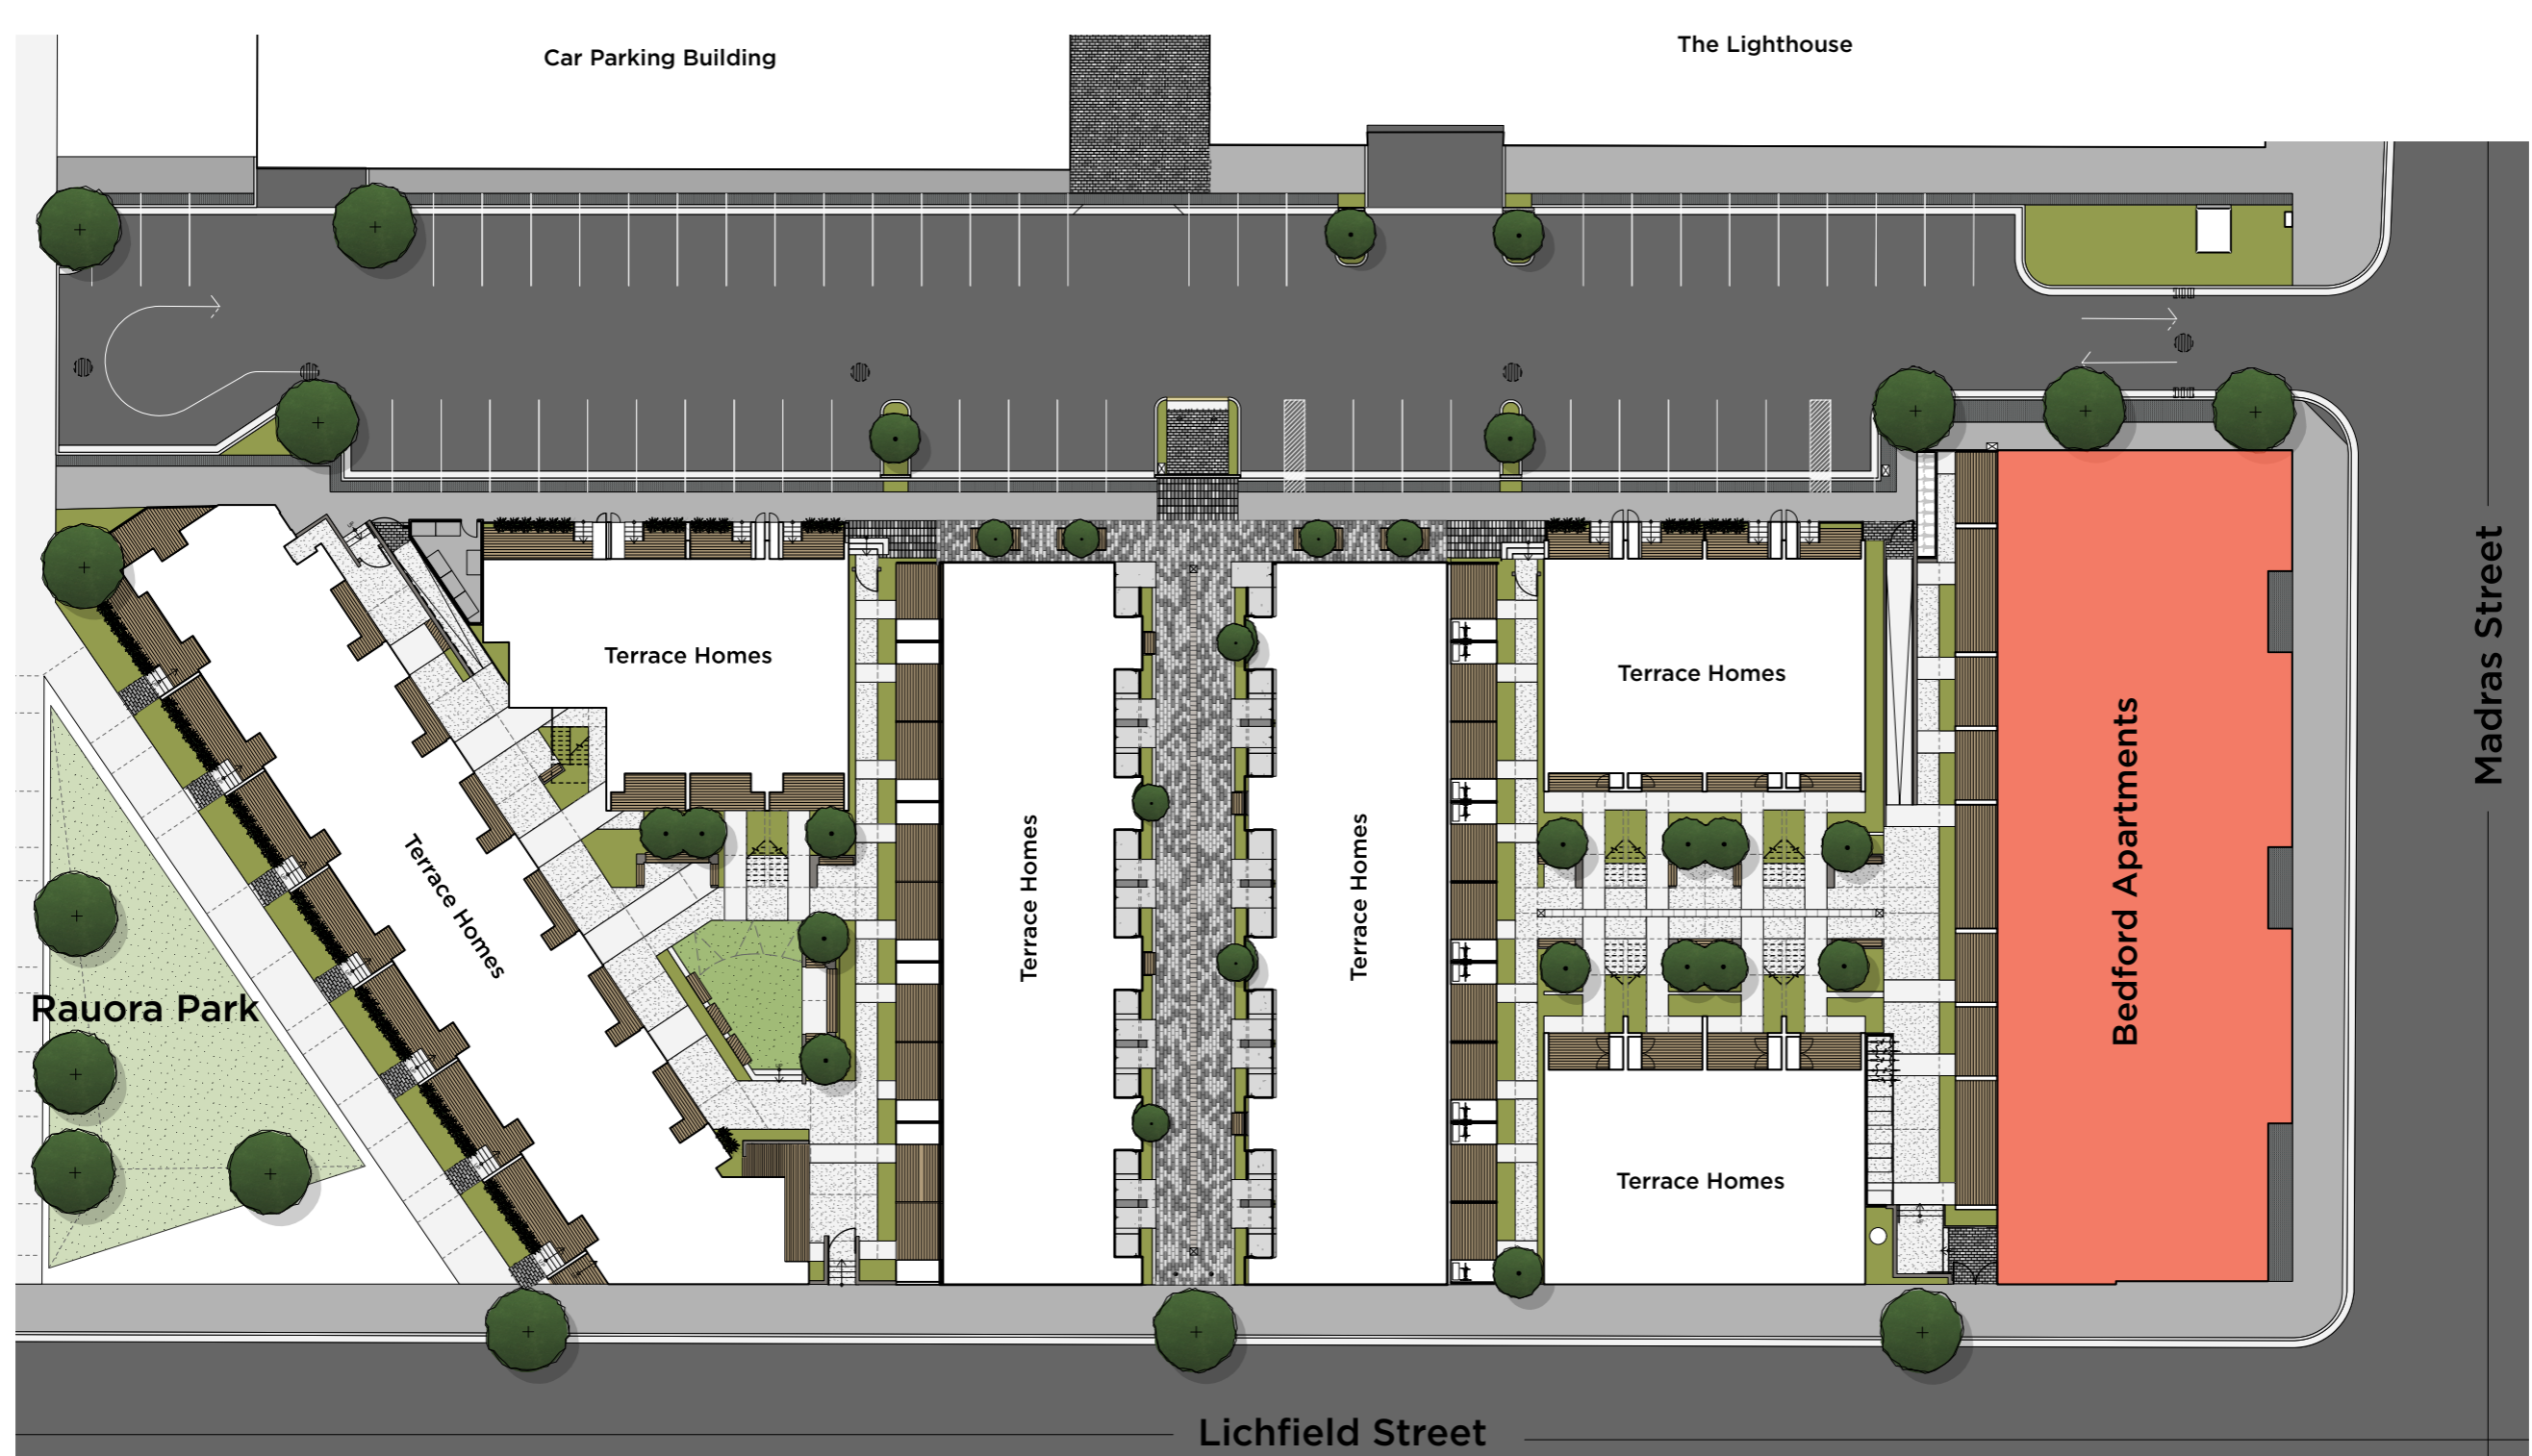 Car Parking Building
The Lighthouse
Terrace Homes
Terrace Homes
Terrace Homes
Terrace Homes
Terrace Homes
Terrace Homes
Bedford Apartments
Madras Street
Rauora Park
Lichfield Street